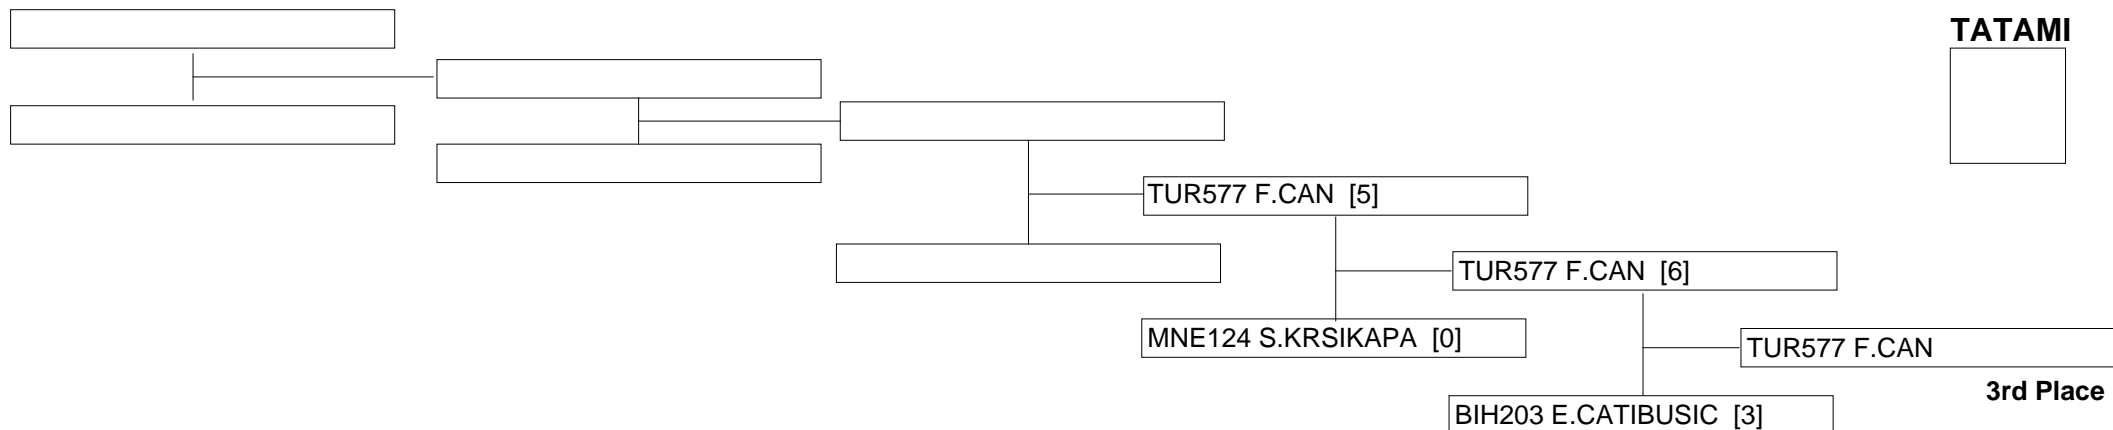 TATAMI
TUR577 F.CAN [5]
TUR577 F.CAN [6]
MNE124 S.KRSIKAPA [0]
TUR577 F.CAN
3rd Place
BIH203 E.CATIBUSIC [3]